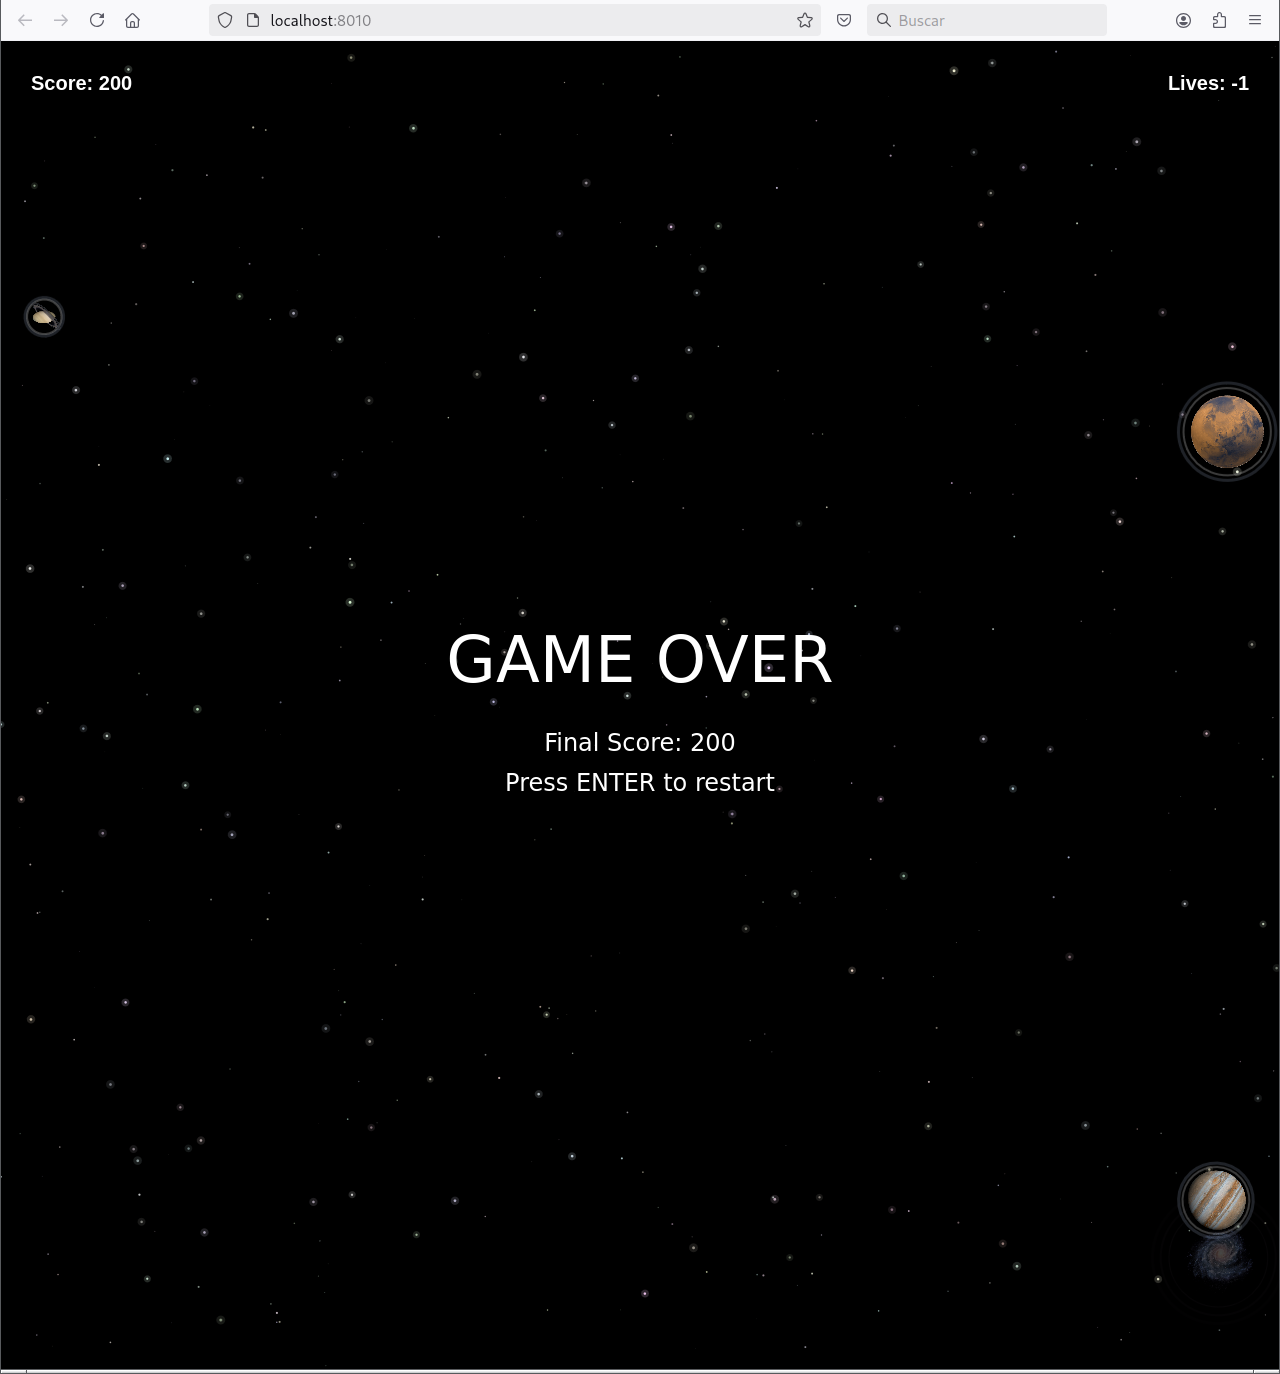 localhost:8010
Buscar
Score: 200
Lives: -1
GAME OVER
Final Score: 200
Press ENTER to restart